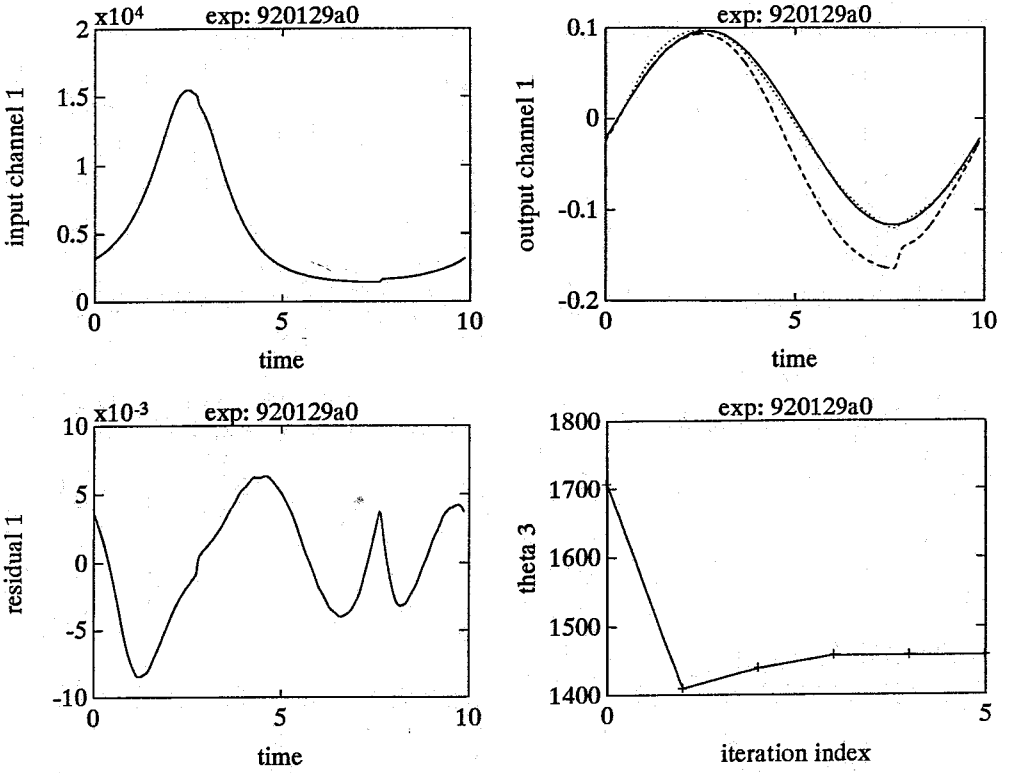 x10⁴ exp: 920129a0
2
1.5
1
0.5
0
0 5 10
input channel 1
time
exp: 920129a0
0.1
0
-0.1
-0.2
0 5 10
output channel 1
time
x10⁻³ exp: 920129a0
10
5
0
-5
-10
0 5 10
residual 1
time
exp: 920129a0
1800
1700
1600
1500
1400
0 5
theta 3
iteration index